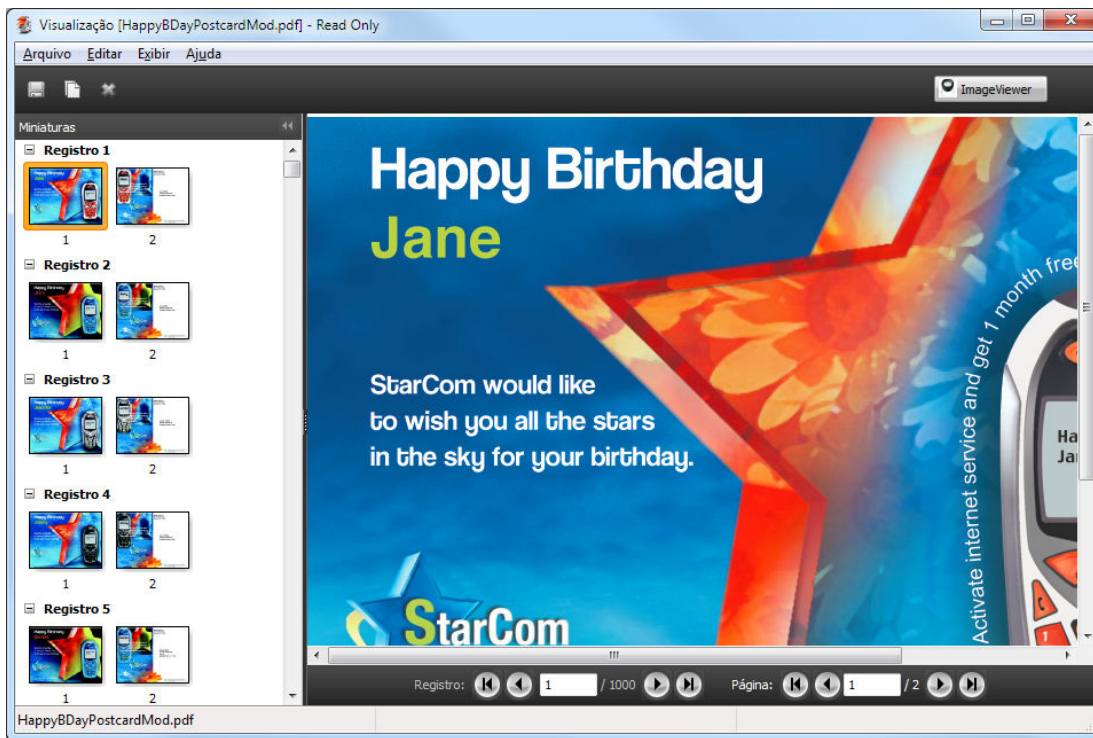 Visualização [HappyBDayPostcardMod.pdf] - Read Only
Arquivo Editar Exibir Ajuda
ImageViewer
Miniaturas
Registro 1
1 2
Registro 2
1 2
Registro 3
1 2
Registro 4
1 2
Registro 5
1 2
Happy Birthday
Jane
StarCom would like
to wish you all the stars
in the sky for your birthday.
StarCom
Activate internet service and get 1 month free
1
Registro: 1 / 1000 Página: 1 / 2
HappyBDayPostcardMod.pdf